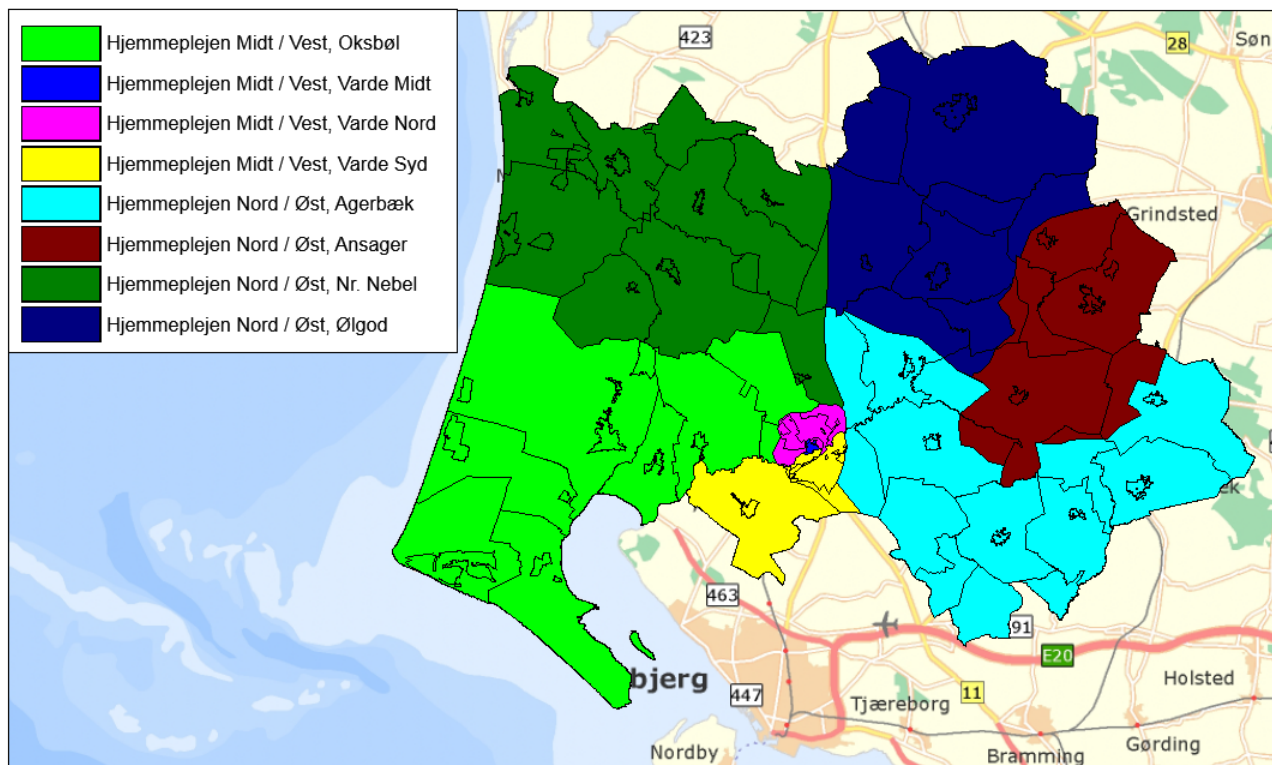 Hjemmeplejen Midt / Vest, Oksbøl
Hjemmeplejen Midt / Vest, Varde Midt
Hjemmeplejen Midt / Vest, Varde Nord
Hjemmeplejen Midt / Vest, Varde Syd
Hjemmeplejen Nord / Øst, Agerbæk
Hjemmeplejen Nord / Øst, Ansager
Hjemmeplejen Nord / Øst, Nr. Nebel
Hjemmeplejen Nord / Øst, Ølgod
423
28
Søn
Grindsted
463
91
E20
bjerg
447
11
Tjæreborg
Holsted
Nordby
Bramming
Gørding